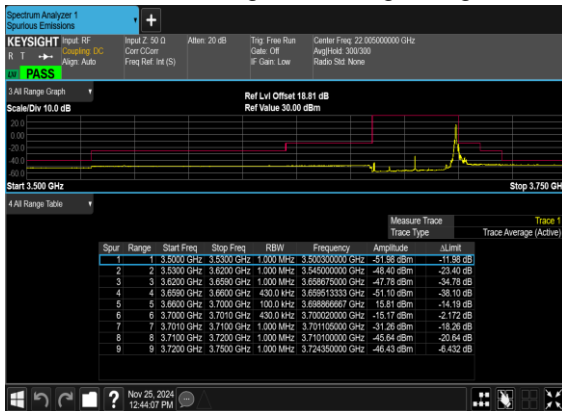 Spectrum Analyzer 1
Spurious Emissions
+
KEYSIGHT Input: RF Input Z: 50 Ω Atten: 20 dB Trig: Free Run Center Freq: 22.005000000 GHz
R T Coupling: DC Corr CCorr Gate: Off Avg|Hold: 300/300
Align: Auto Freq Ref: Int (S) IF Gain: Low Radio Std: None
PASS
3 All Range Graph
Ref Lvl Offset 18.81 dB
Scale/Div 10.0 dB Ref Value 30.00 dBm
20.0
0.00
-20.0
-40.0
-60.0
Start 3.500 GHz Stop 3.750 GHz
4 All Range Table
Measure Trace Trace 1
Trace Type Trace Average (Active)
Spur Range Start Freq Stop Freq RBW Frequency Amplitude ΔLimit
1 1 3.5000 GHz 3.5300 GHz 1.000 MHz 3.500300000 GHz -51.98 dBm -11.98 dB
2 2 3.5300 GHz 3.6200 GHz 1.000 MHz 3.545000000 GHz -48.40 dBm -23.40 dB
3 3 3.6200 GHz 3.6590 GHz 1.000 MHz 3.658675000 GHz -47.78 dBm -34.78 dB
4 4 3.6590 GHz 3.6600 GHz 430.0 kHz 3.659513333 GHz -51.10 dBm -38.10 dB
5 5 3.6600 GHz 3.7000 GHz 100.0 kHz 3.698866667 GHz 15.81 dBm -14.19 dB
6 6 3.7000 GHz 3.7010 GHz 430.0 kHz 3.700020000 GHz -15.17 dBm -2.172 dB
7 7 3.7010 GHz 3.7100 GHz 1.000 MHz 3.701105000 GHz -31.26 dBm -18.26 dB
8 8 3.7100 GHz 3.7200 GHz 1.000 MHz 3.710100000 GHz -45.64 dBm -20.64 dB
9 9 3.7200 GHz 3.7500 GHz 1.000 MHz 3.724350000 GHz -46.43 dBm -6.432 dB
? Nov 25, 2024
12:44:07 PM